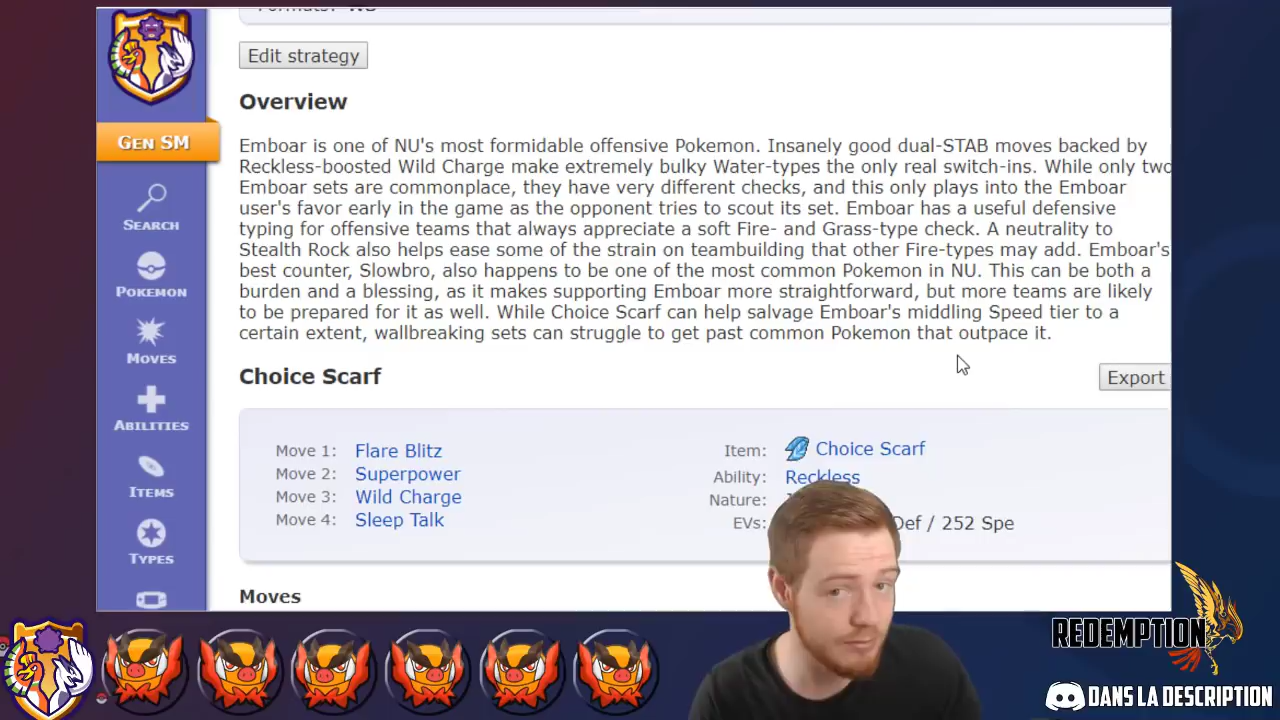 Edit strategy
Overview
Emboar is one of NU's most formidable offensive Pokemon. Insanely good dual-STAB moves backed by
Reckless-boosted Wild Charge make extremely bulky Water-types the only real switch-ins. While only two
Emboar sets are commonplace, they have very different checks, and this only plays into the Emboar
user's favor early in the game as the opponent tries to scout its set. Emboar has a useful defensive
typing for offensive teams that always appreciate a soft Fire- and Grass-type check. A neutrality to
Stealth Rock also helps ease some of the strain on teambuilding that other Fire-types may add. Emboar's
best counter, Slowbro, also happens to be one of the most common Pokemon in NU. This can be both a
burden and a blessing, as it makes supporting Emboar more straightforward, but more teams are likely
to be prepared for it as well. While Choice Scarf can help salvage Emboar's middling Speed tier to a
certain extent, wallbreaking sets can struggle to get past common Pokemon that outpace it.
Choice Scarf
Export
Move 1: Flare Blitz
Move 2: Superpower
Move 3: Wild Charge
Move 4: Sleep Talk
Item: Choice Scarf
Ability: Reckless
Nature:
EVs: Def / 252 Spe
Moves
GEN SM
SEARCH
POKEMON
MOVES
ABILITIES
ITEMS
TYPES
REDEMPTION
DANS LA DESCRIPTION